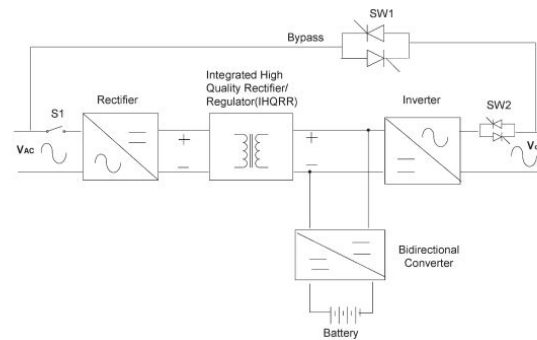 SW1
Bypass
Integrated High
Quality Rectifier/
Regulator(IHQRR)
S1
Rectifier
Inverter
SW2
VAC
+
−
+
−
Bidirectional
Converter
Battery